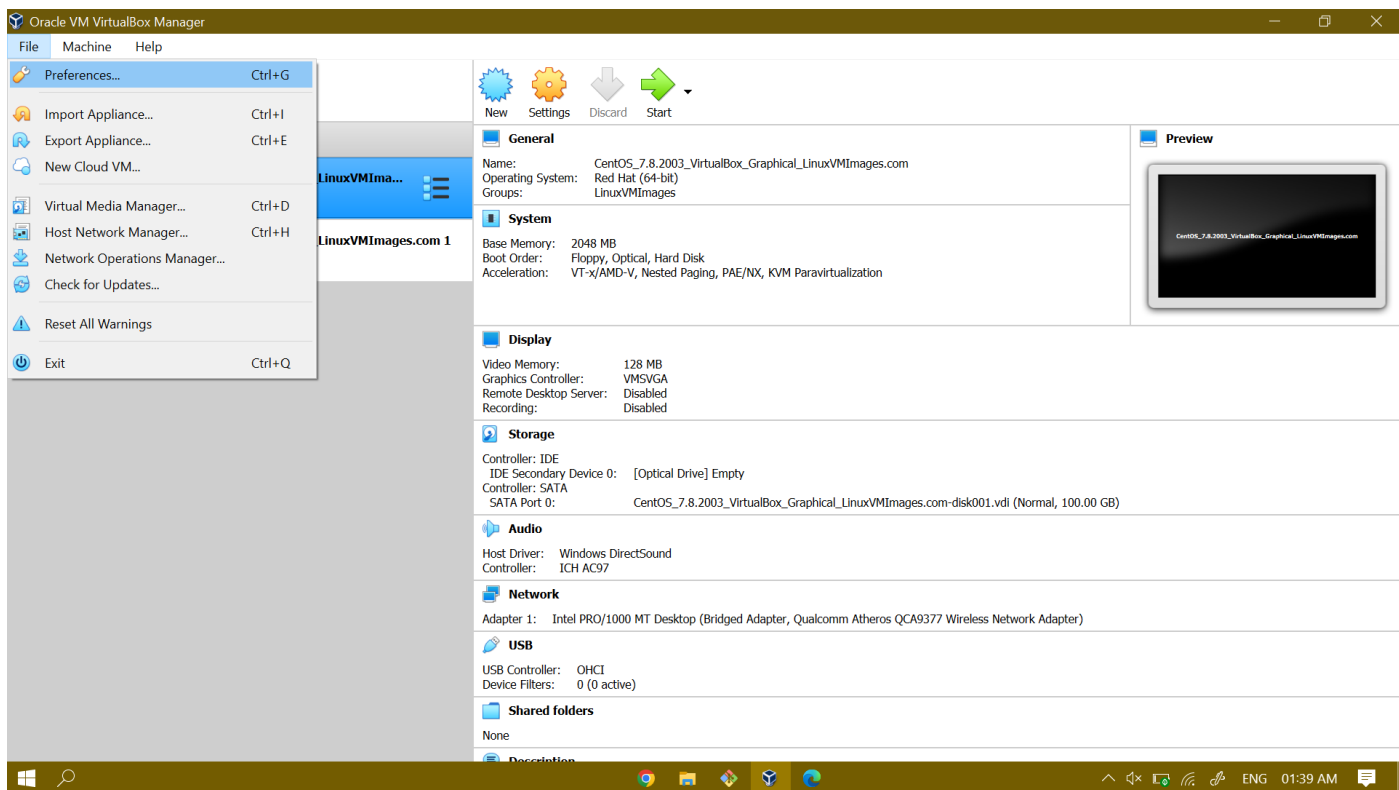 Oracle VM VirtualBox Manager
File Machine Help
Preferences... Ctrl+G
Import Appliance... Ctrl+I
Export Appliance... Ctrl+E
New Cloud VM...
Virtual Media Manager... Ctrl+D
Host Network Manager... Ctrl+H
Network Operations Manager...
Check for Updates...
Reset All Warnings
Exit Ctrl+Q
LinuxVMIma...
LinuxVMImages.com 1
New Settings Discard Start
General
Name: CentOS_7.8.2003_VirtualBox_Graphical_LinuxVMImages.com
Operating System: Red Hat (64-bit)
Groups: LinuxVMImages
Preview
CentOS_7.8.2003_VirtualBox_Graphical_LinuxVMImages.com
System
Base Memory: 2048 MB
Boot Order: Floppy, Optical, Hard Disk
Acceleration: VT-x/AMD-V, Nested Paging, PAE/NX, KVM Paravirtualization
Display
Video Memory: 128 MB
Graphics Controller: VMSVGA
Remote Desktop Server: Disabled
Recording: Disabled
Storage
Controller: IDE
IDE Secondary Device 0: [Optical Drive] Empty
Controller: SATA
SATA Port 0: CentOS_7.8.2003_VirtualBox_Graphical_LinuxVMImages.com-disk001.vdi (Normal, 100.00 GB)
Audio
Host Driver: Windows DirectSound
Controller: ICH AC97
Network
Adapter 1: Intel PRO/1000 MT Desktop (Bridged Adapter, Qualcomm Atheros QCA9377 Wireless Network Adapter)
USB
USB Controller: OHCI
Device Filters: 0 (0 active)
Shared folders
None
Description
ENG 01:39 AM